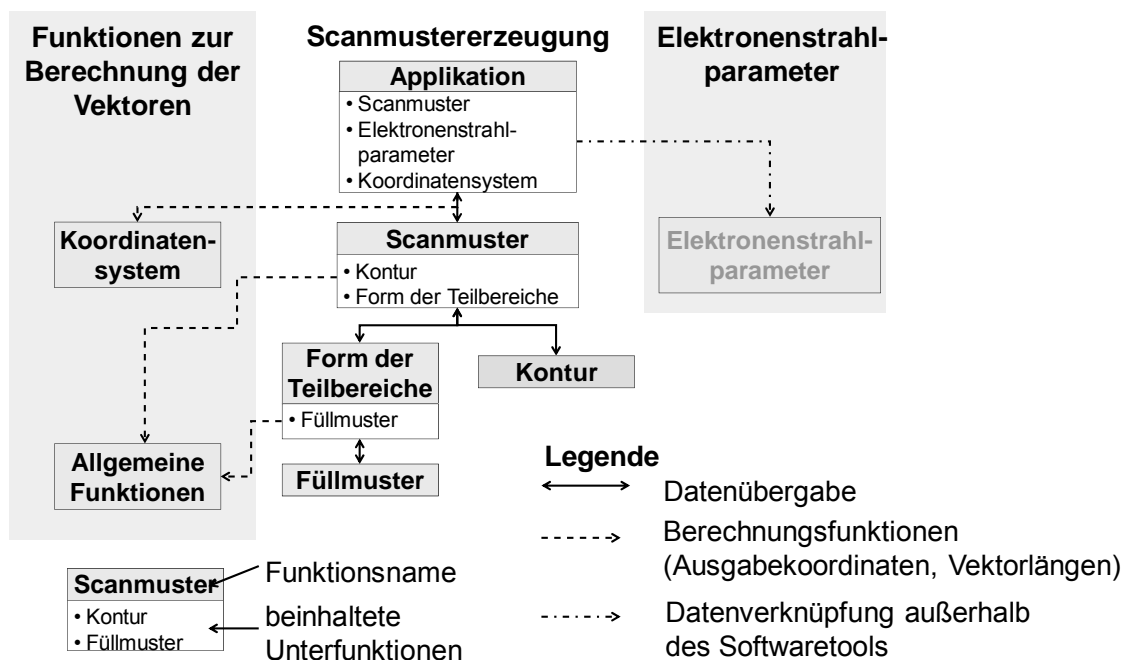 Funktionen zur
Berechnung der
Vektoren
Scanmustererzeugung
Elektronenstrahl-
parameter
Applikation
• Scanmuster
• Elektronenstrahl-
parameter
• Koordinatensystem
Koordinaten-
system
Scanmuster
• Kontur
• Form der Teilbereiche
Elektronenstrahl-
parameter
Form der
Teilbereiche
• Füllmuster
Kontur
Allgemeine
Funktionen
Füllmuster
Legende
Datenübergabe
Berechnungsfunktionen
(Ausgabekoordinaten, Vektorlängen)
Datenverknüpfung außerhalb
des Softwaretools
Scanmuster
• Kontur
• Füllmuster
Funktionsname
beinhaltete
Unterfunktionen